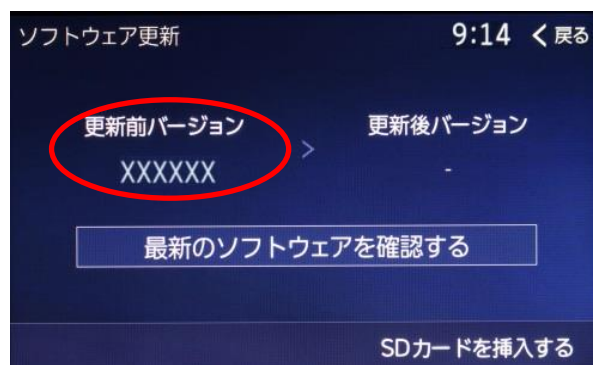 ソフトウェア更新 9:14 く 戻る
更新前バージョン > 更新後バージョン
XXXXXX -
最新のソフトウェアを確認する
SDカードを挿入する